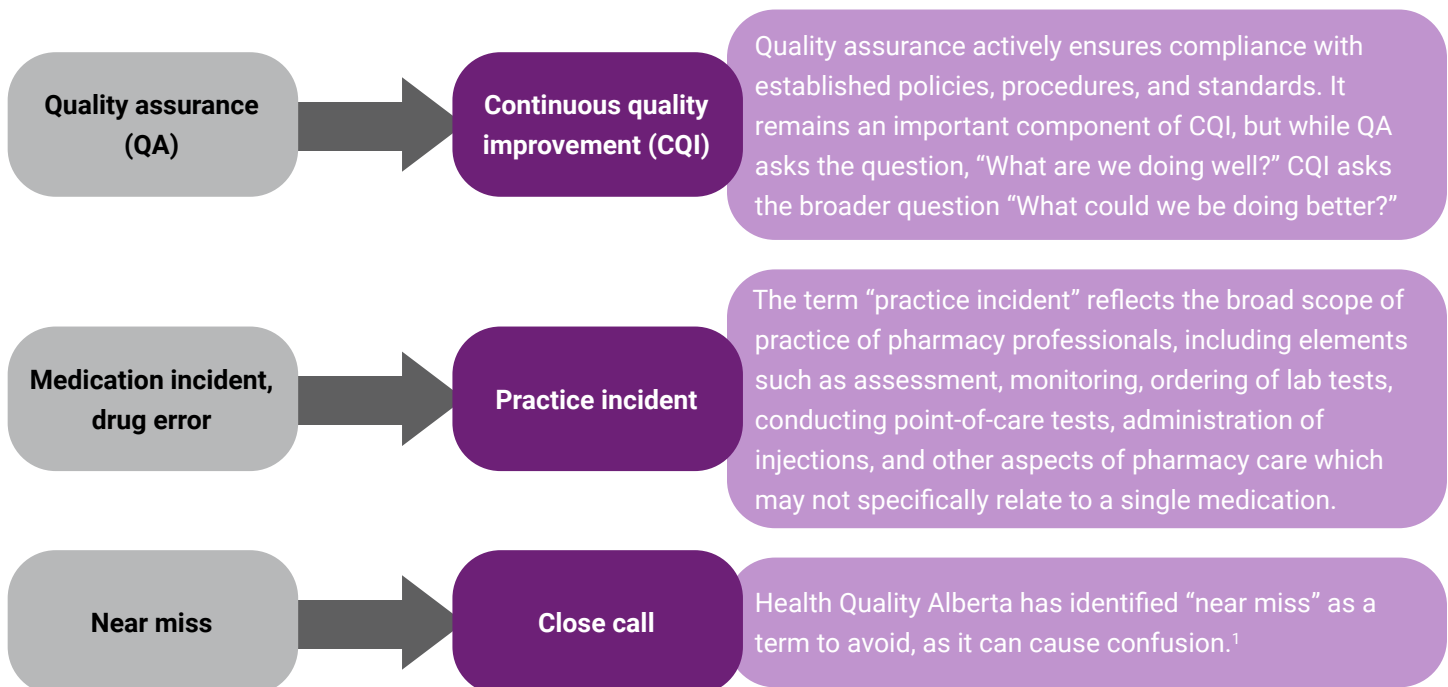 Quality assurance
(QA)
Continuous quality
improvement (CQI)
Quality assurance actively ensures compliance with
established policies, procedures, and standards. It
remains an important component of CQI, but while QA
asks the question, “What are we doing well?” CQI asks
the broader question “What could we be doing better?”
Medication incident,
drug error
Practice incident
The term “practice incident” reflects the broad scope of
practice of pharmacy professionals, including elements
such as assessment, monitoring, ordering of lab tests,
conducting point-of-care tests, administration of
injections, and other aspects of pharmacy care which
may not specifically relate to a single medication.
Near miss
Close call
Health Quality Alberta has identified “near miss” as a
term to avoid, as it can cause confusion.¹